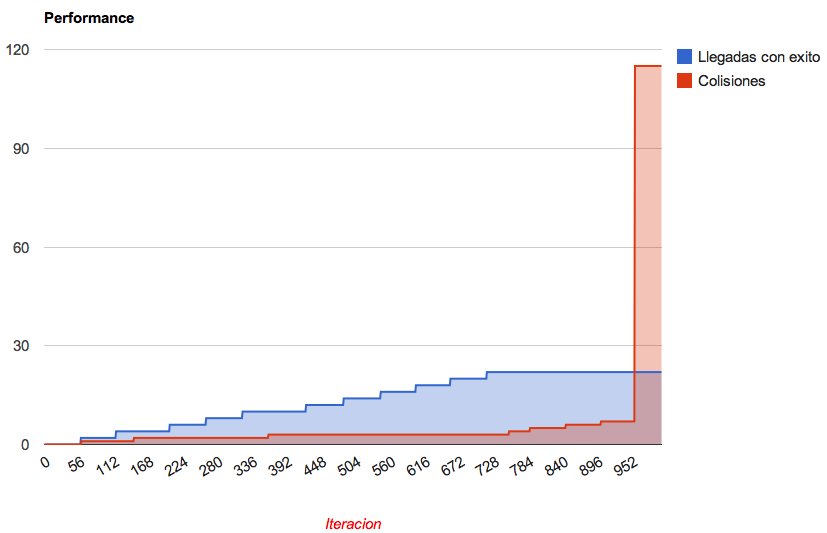 Performance
120
90
60
30
0
Llegadas con exito
Colisiones
0 56 112 168 224 280 336 392 448 504 560 616 672 728 784 840 896 952
Iteracion